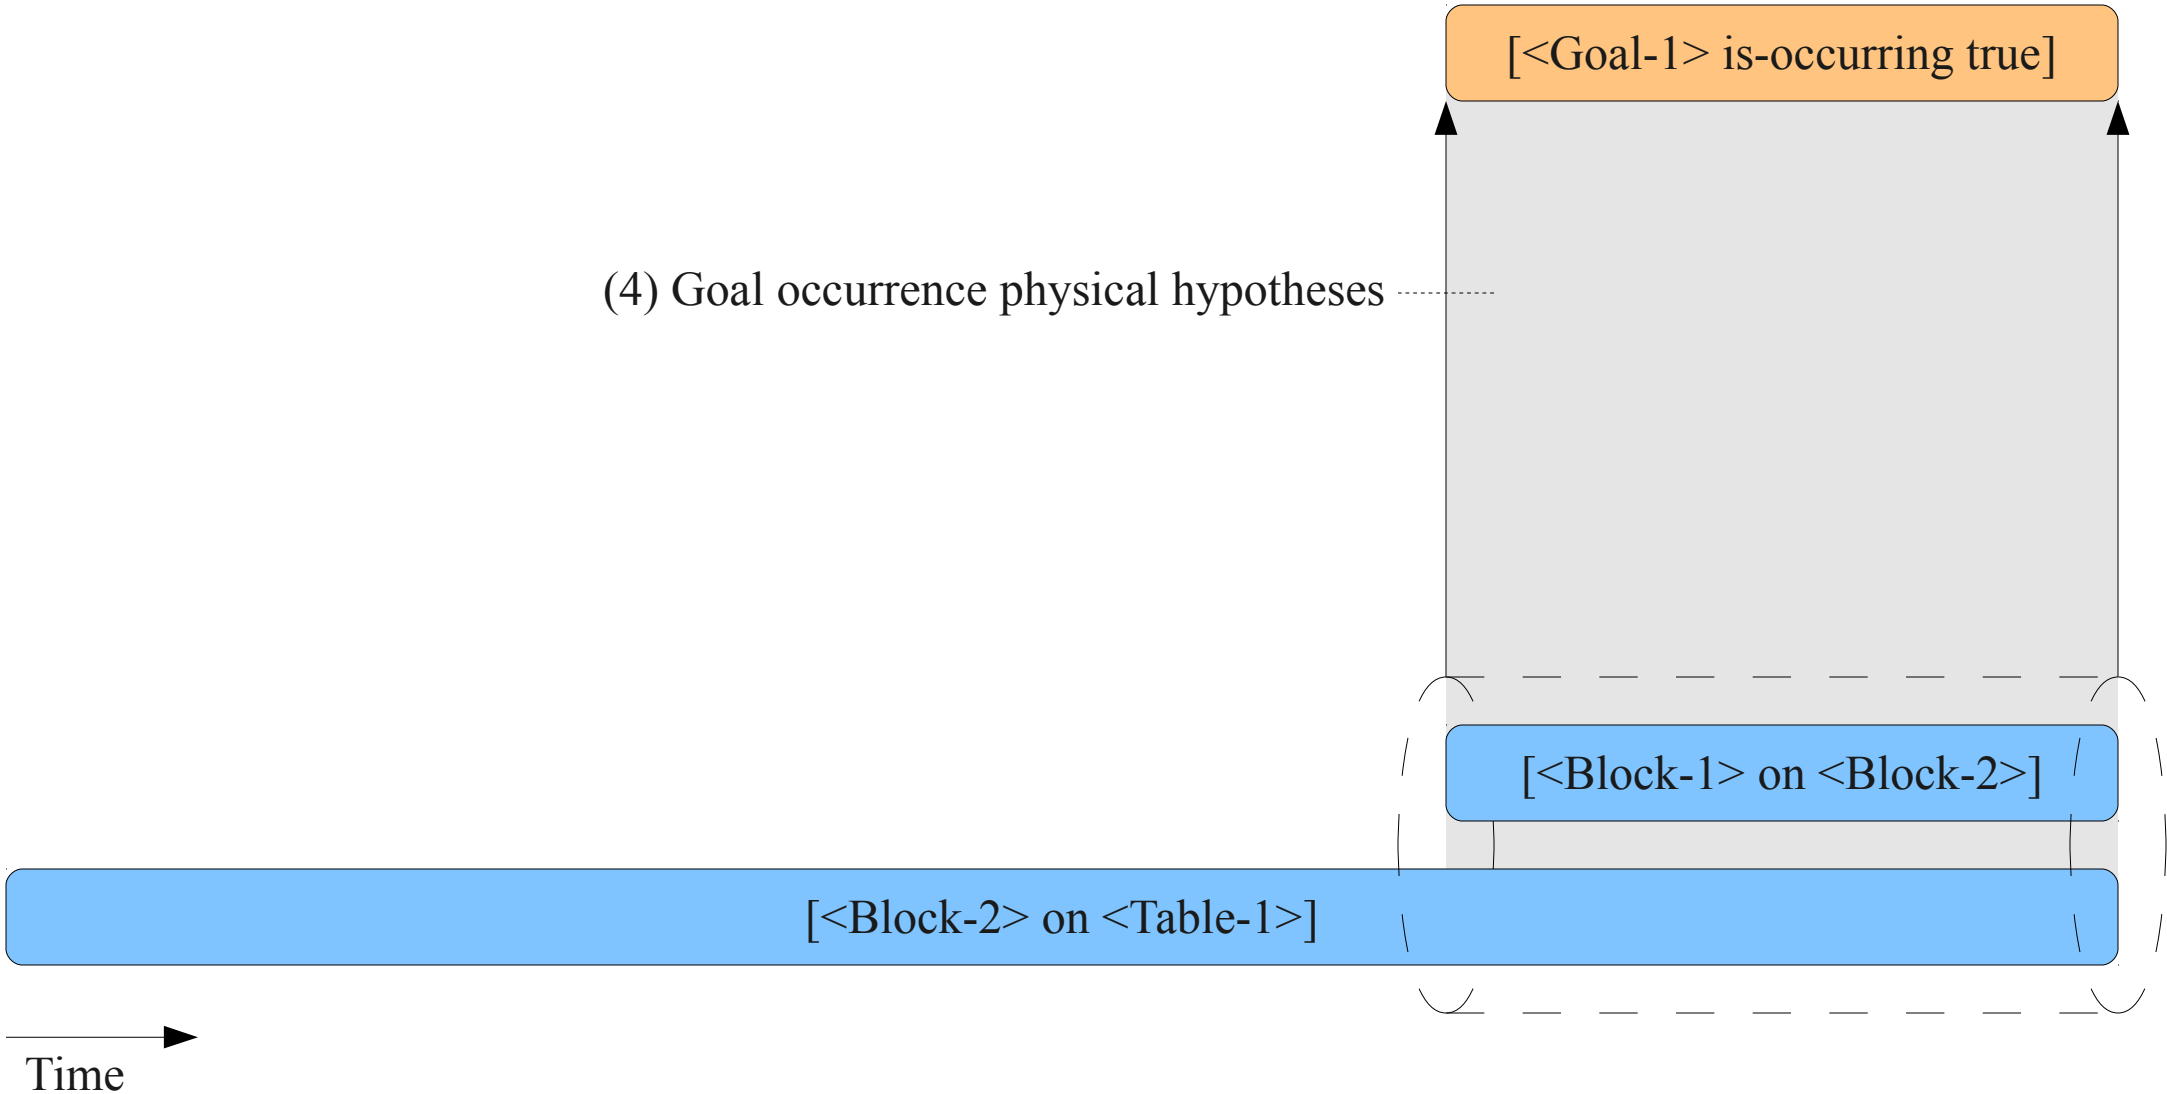 [<Goal-1> is-occurring true]
(4) Goal occurrence physical hypotheses
[<Block-1> on <Block-2>]
[<Block-2> on <Table-1>]
Time